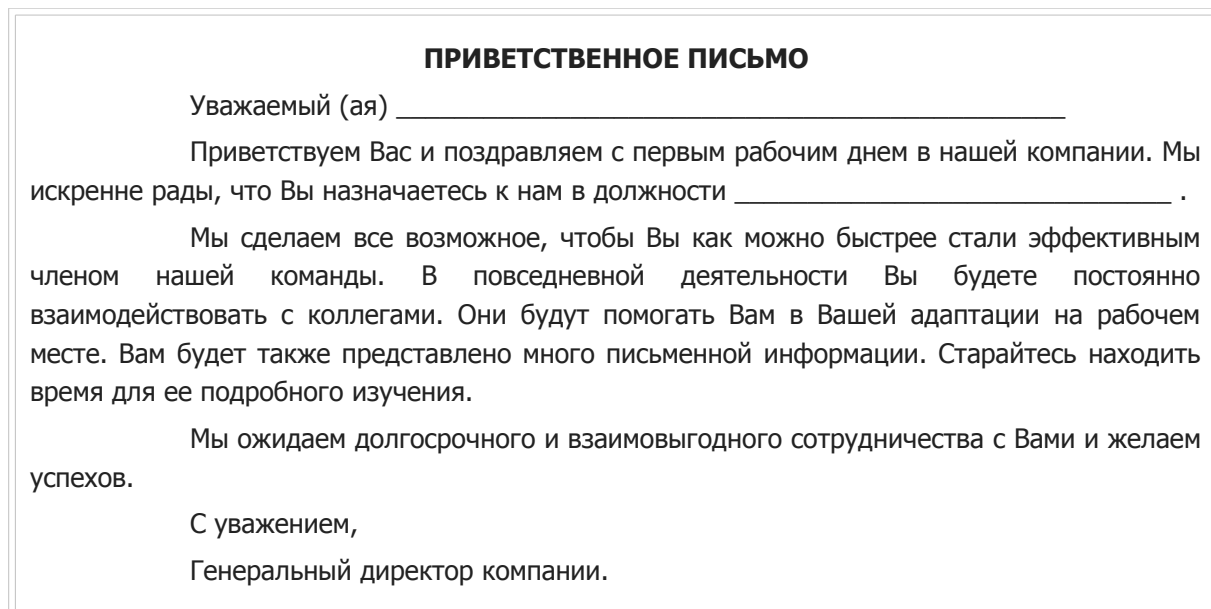 ПРИВЕТСТВЕННОЕ ПИСЬМО
Уважаемый (ая) ______________________________________________
Приветствуем Вас и поздравляем с первым рабочим днем в нашей компании. Мы
искренне рады, что Вы назначаетесь к нам в должности ______________________________ .
Мы сделаем все возможное, чтобы Вы как можно быстрее стали эффективным
членом нашей команды. В повседневной деятельности Вы будете постоянно
взаимодействовать с коллегами. Они будут помогать Вам в Вашей адаптации на рабочем
месте. Вам будет также представлено много письменной информации. Старайтесь находить
время для ее подробного изучения.
Мы ожидаем долгосрочного и взаимовыгодного сотрудничества с Вами и желаем
успехов.
С уважением,
Генеральный директор компании.